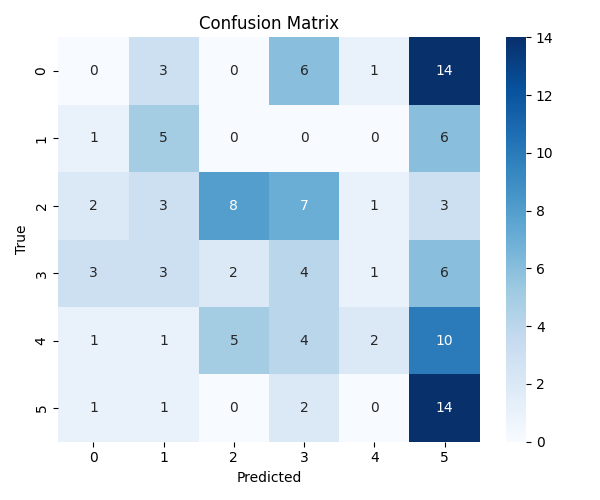 Confusion Matrix
0 0 3 0 6 1 14
1 1 5 0 0 0 6
2 2 3 8 7 1 3
3 3 3 2 4 1 6
4 1 1 5 4 2 10
5 1 1 0 2 0 14
0 1 2 3 4 5
True
Predicted
14
12
10
8
6
4
2
0